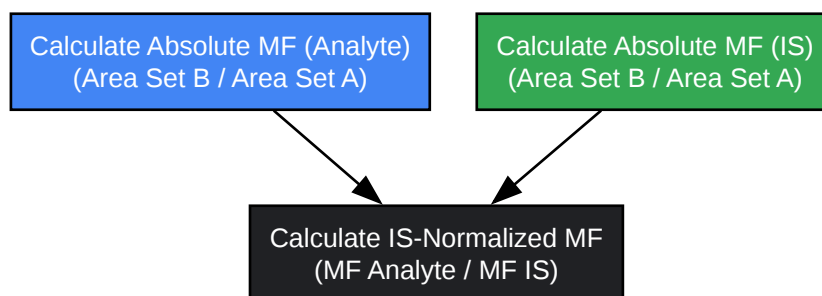 Calculate Absolute MF (Analyte)
(Area Set B / Area Set A)
Calculate Absolute MF (IS)
(Area Set B / Area Set A)
Calculate IS-Normalized MF
(MF Analyte / MF IS)